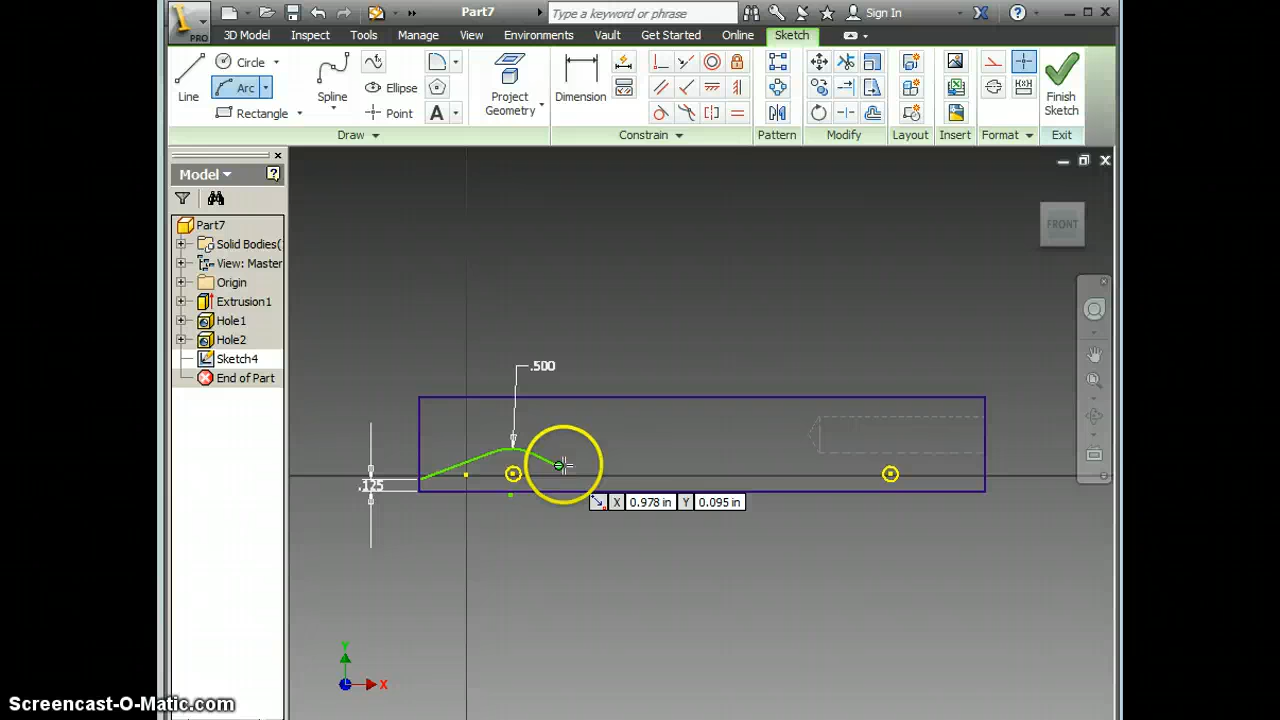 Part7
Type a keyword or phrase
Sign In
PRO
3D Model Inspect Tools Manage View Environments Vault Get Started Online Sketch
Line
Circle
Arc
Rectangle
Spline
Ellipse
Point
A
Project
Geometry
Dimension
Finish
Sketch
Draw
Constrain
Pattern
Modify
Layout
Insert
Format
Exit
Model
Part7
Solid Bodies(
View: Master
Origin
Extrusion1
Hole1
Hole2
Sketch4
End of Part
FRONT
.500
.125
X 0.978 in Y 0.095 in
Y
X
Screencast-O-Matic.com